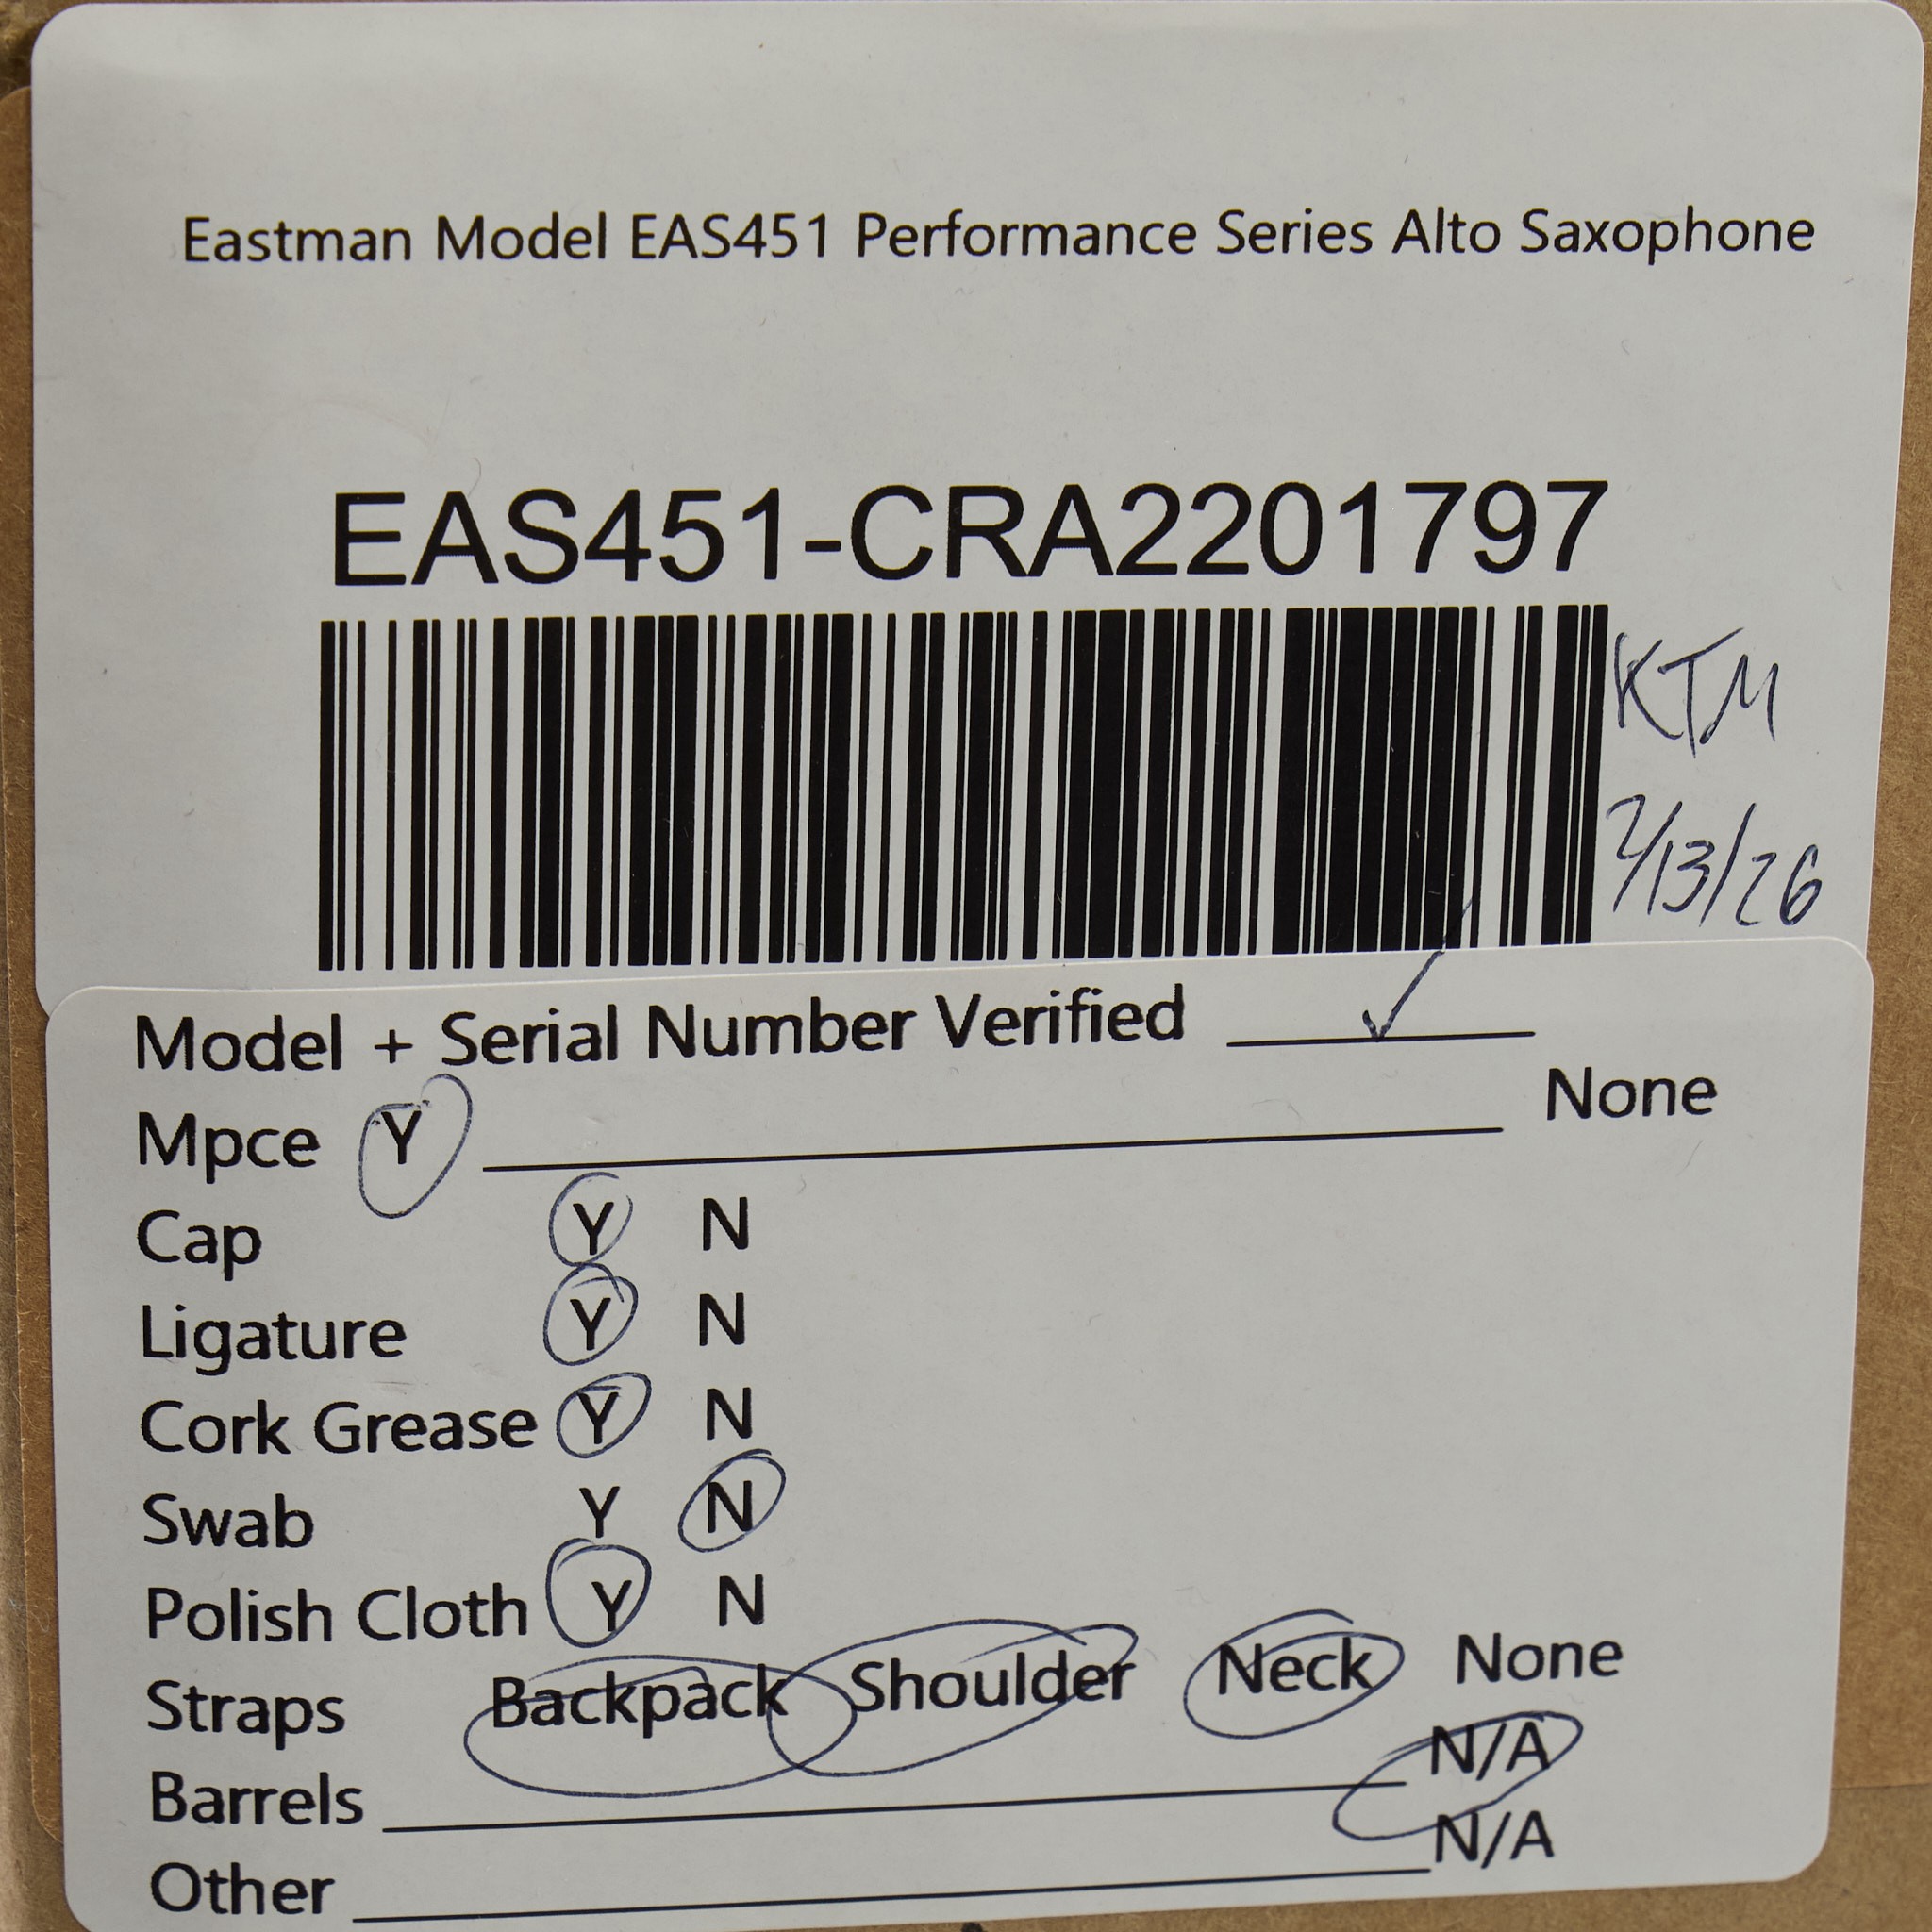 Eastman Model EAS451 Performance Series Alto Saxophone
EAS451-CRA2201797
KTM
2/13/26
Model + Serial Number Verified ✓
Mpce Y None
Cap Y N
Ligature Y N
Cork Grease Y N
Swab Y N
Polish Cloth Y N
Straps Backpack Shoulder Neck None
Barrels N/A
Other N/A